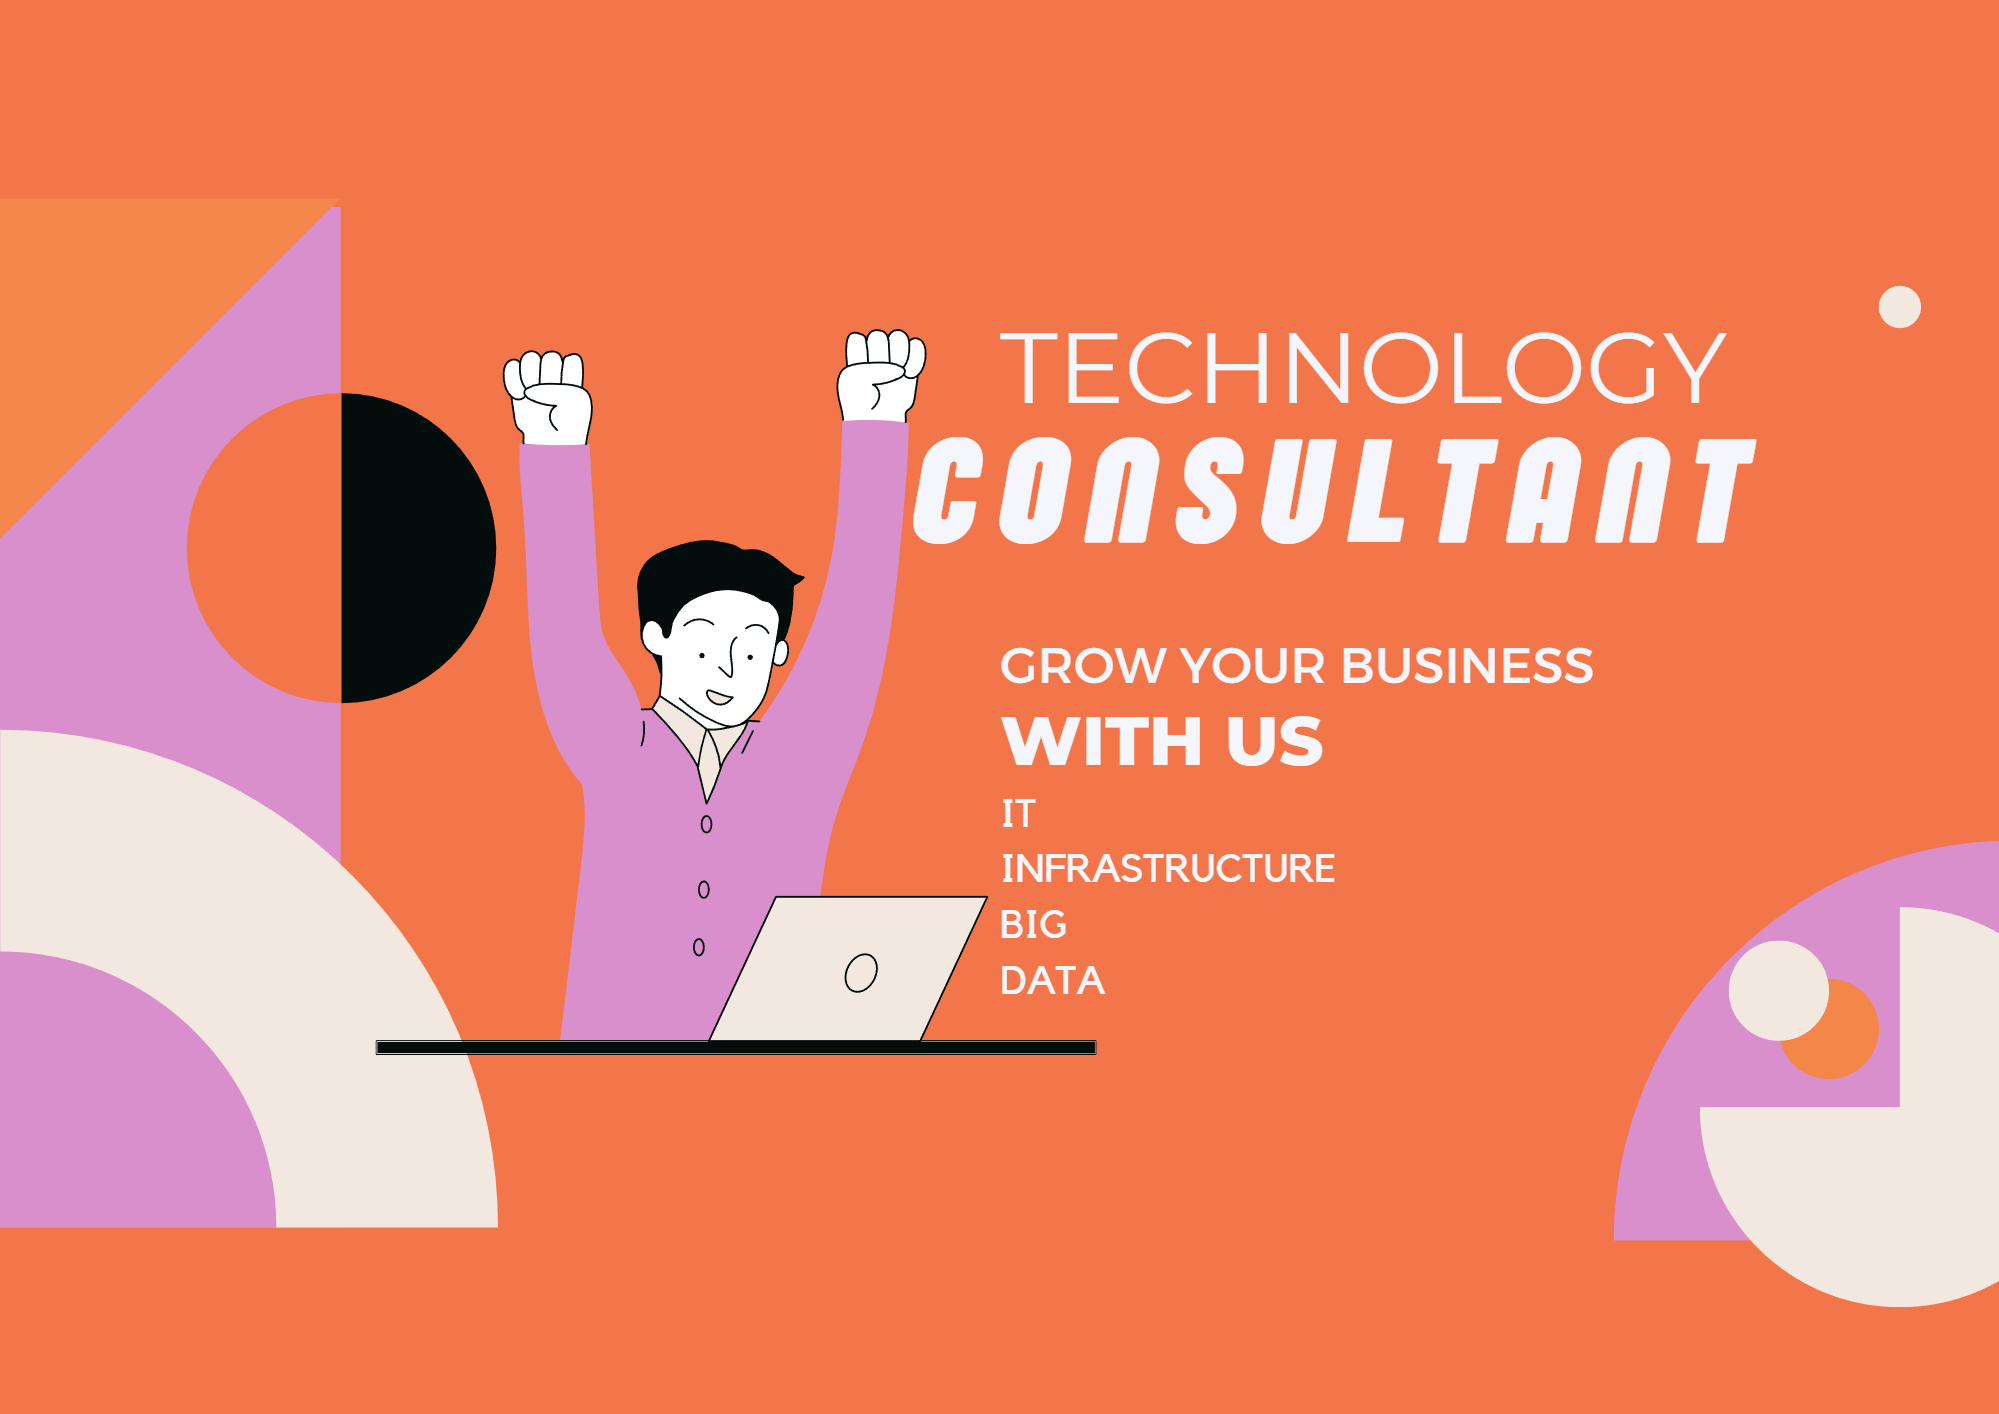 TECHNOLOGY
CONSULTANT
GROW YOUR BUSINESS
WITH US
IT
INFRASTRUCTURE
BIG
DATA